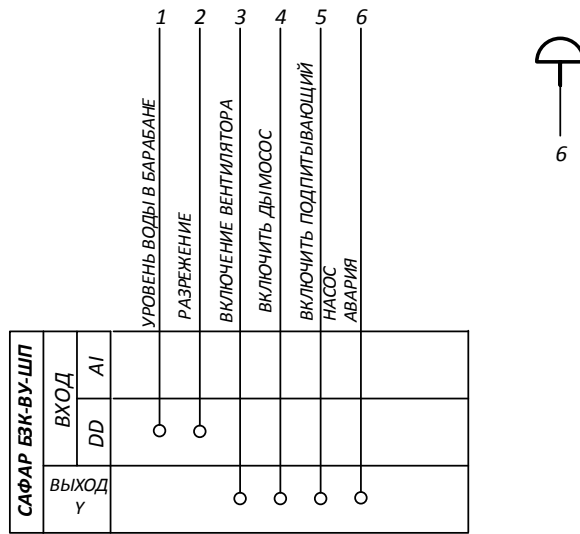 1 2 3 4 5 6
УРОВЕНЬ ВОДЫ В БАРАБАНЕ
РАЗРЕЖЕНИЕ
ВКЛЮЧЕНИЕ ВЕНТИЛЯТОРА
ВКЛЮЧИТЬ ДЫМОСОС
ВКЛЮЧИТЬ ПОДПИТЫВАЮЩИЙ
НАСОС
АВАРИЯ
6
САФАР БЗК-ВУ-ШП
ВХОД
AI
DD
ВЫХОД
Y